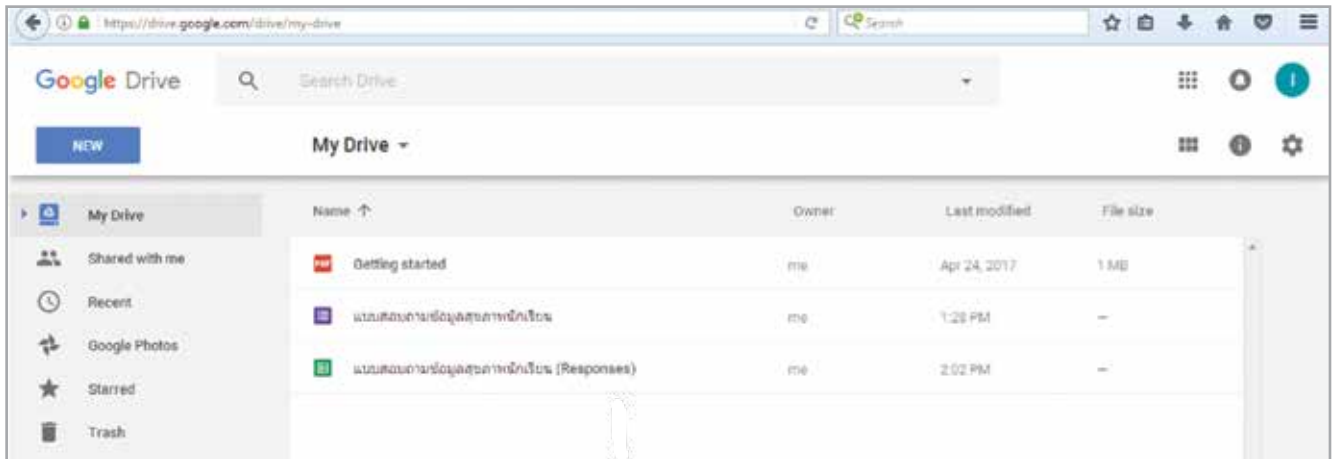 https://drive.google.com/drive/my-drive
Search
Google Drive
Search Drive
I
NEW
My Drive
My Drive
Shared with me
Recent
Google Photos
Starred
Trash
Name ↑ Owner Last modified File size
PDF Getting started me Apr 24, 2017 1 MB
แบบสอบถามข้อมูลสุขภาพนักเรียน me 1:28 PM —
แบบสอบถามข้อมูลสุขภาพนักเรียน (Responses) me 2:02 PM —